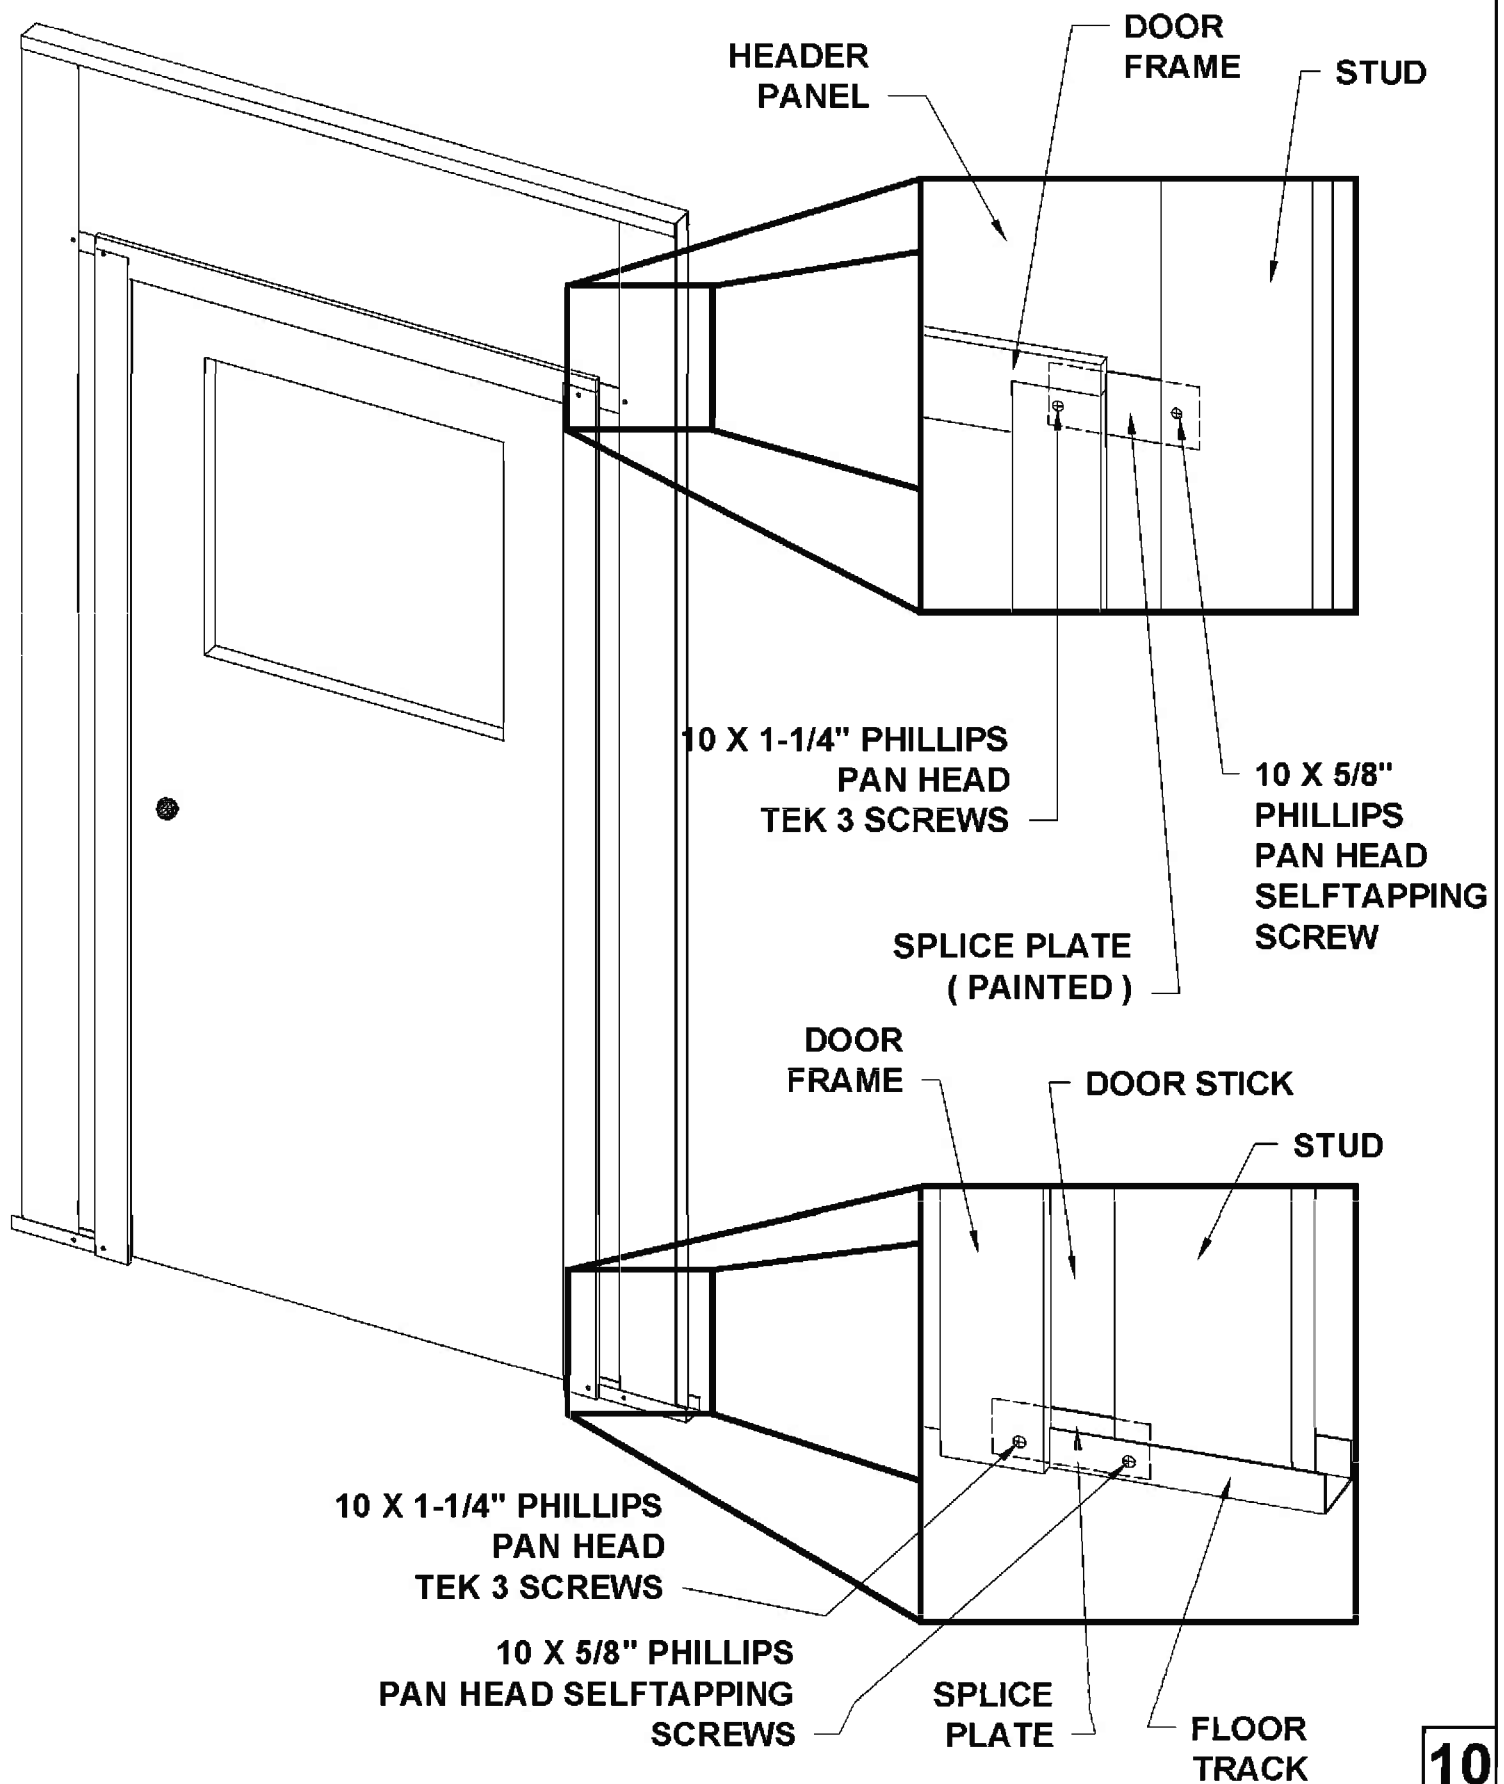 DOOR
FRAME
HEADER
PANEL
STUD
10 X 1-1/4" PHILLIPS
PAN HEAD
TEK 3 SCREWS
10 X 5/8"
PHILLIPS
PAN HEAD
SELFTAPPING
SCREW
SPLICE PLATE
( PAINTED )
DOOR
FRAME
DOOR STICK
STUD
10 X 1-1/4" PHILLIPS
PAN HEAD
TEK 3 SCREWS
10 X 5/8" PHILLIPS
PAN HEAD SELFTAPPING
SCREWS
SPLICE
PLATE
FLOOR
TRACK
10